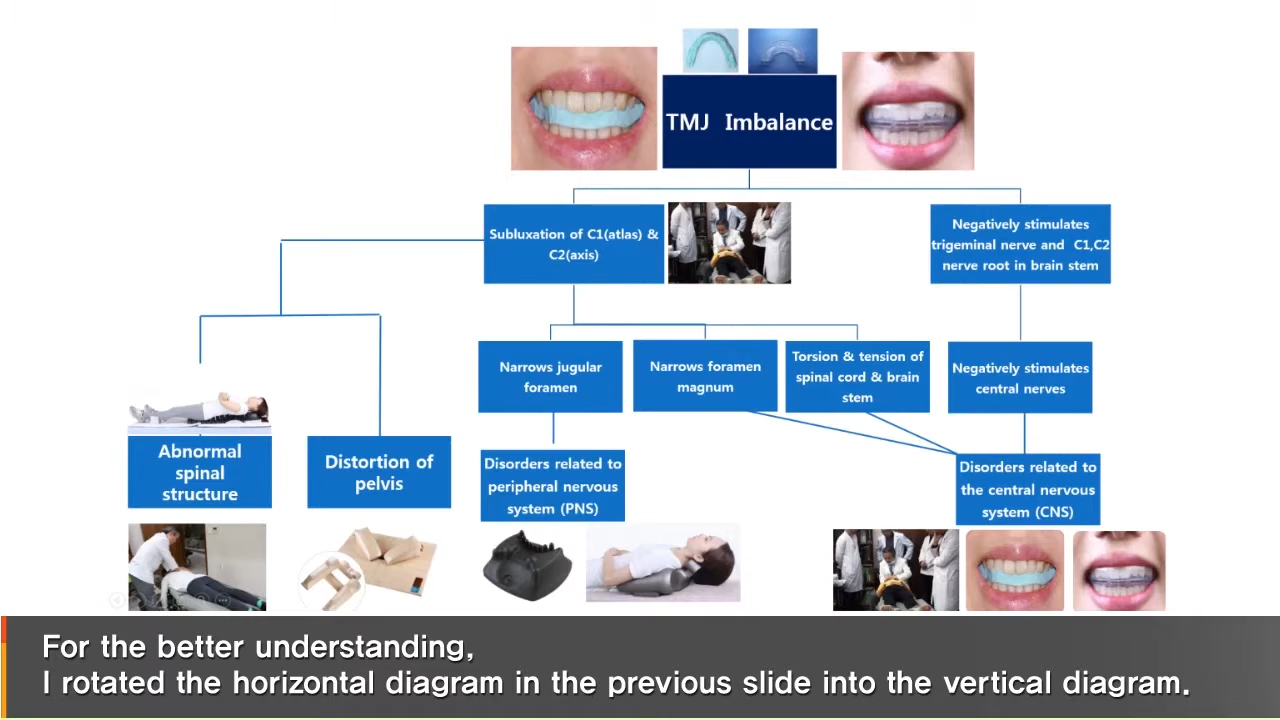 TMJ Imbalance
Subluxation of C1(atlas) &
C2(axis)
Negatively stimulates
trigeminal nerve and C1,C2
nerve root in brain stem
Narrows jugular
foramen
Narrows foramen
magnum
Torsion & tension of
spinal cord & brain
stem
Negatively stimulates
central nerves
Abnormal
spinal
structure
Distortion of
pelvis
Disorders related to
peripheral nervous
system (PNS)
Disorders related to
the central nervous
system (CNS)
For the better understanding,
I rotated the horizontal diagram in the previous slide into the vertical diagram.